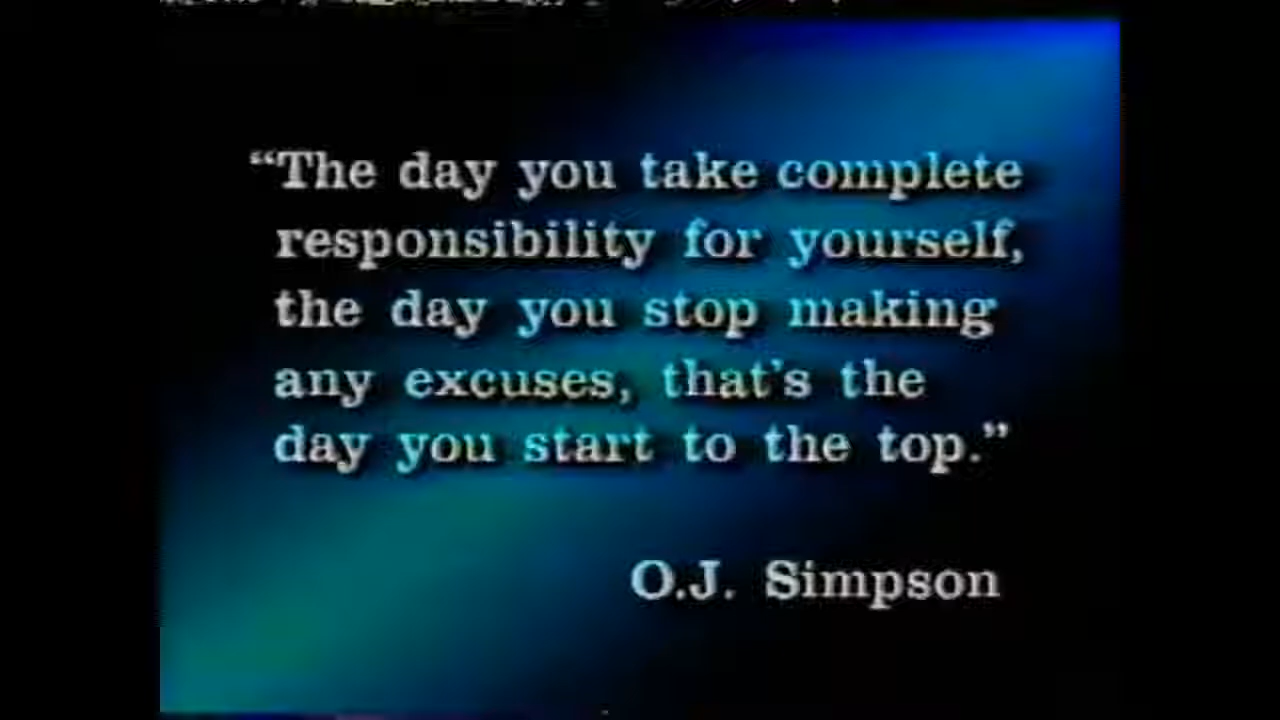 “The day you take complete
responsibility for yourself,
the day you stop making
any excuses, that's the
day you start to the top.”
O.J. Simpson